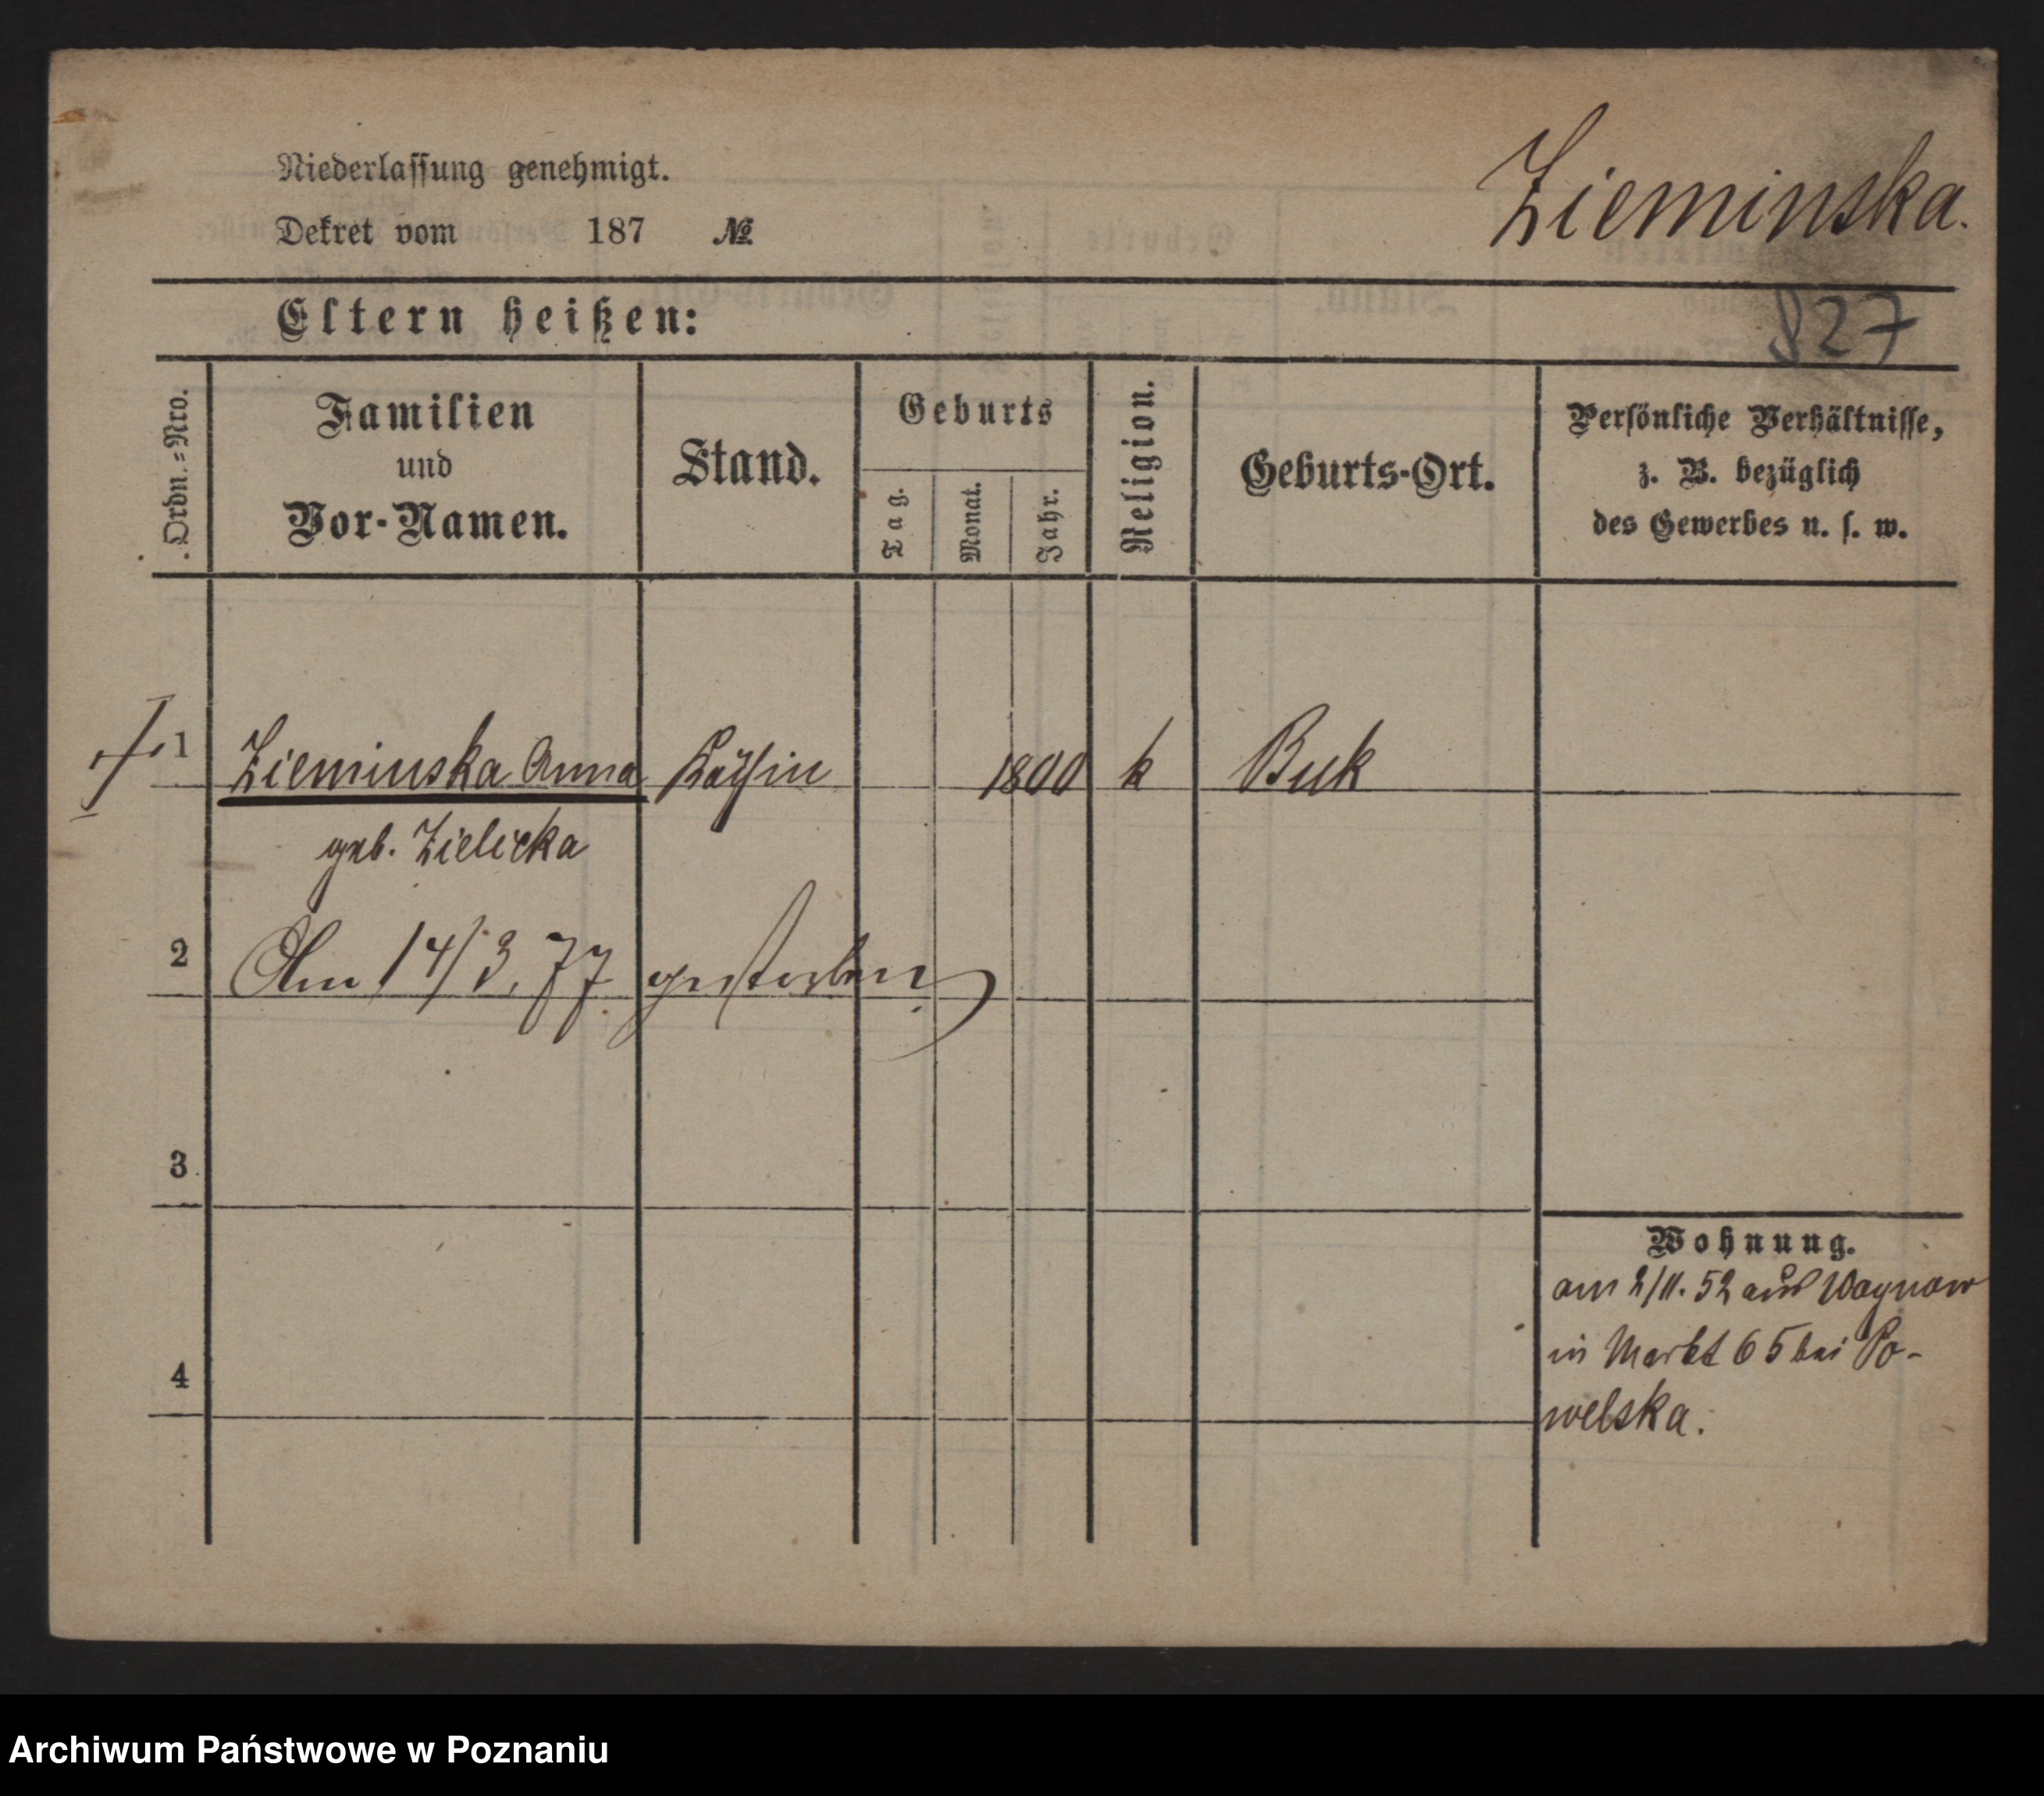 Zieminska.
Niederlassung genehmigt.
Dekret vom 187 №
Eltern heißen:
827
Ordn.=Nro.
Familien
und
Vor-Namen.
Stand.
Geburts
Tag.
Monat.
Jahr.
Religion.
Geburts-Ort.
Persönliche Verhältnisse,
z. B. bezüglich
des Gewerbes u. s. w.
1 Zieminska Anna 1800 k Buk
geb. Zielicka
2 Am 14/3. 77 gestorben
3
4
Wohnung.
am 2/11. 52 aus
in Markt 65 bei Po-
welska.
Archiwum Państwowe w Poznaniu